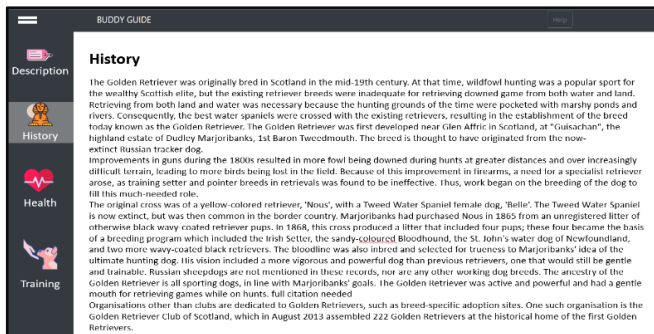 BUDDY GUIDE
Help
Description
History
Health
Training
History
The Golden Retriever was originally bred in Scotland in the mid-19th century. At that time, wildfowl hunting was a popular sport for
the wealthy Scottish elite, but the existing retriever breeds were inadequate for retrieving downed game from both water and land.
Retrieving from both land and water was necessary because the hunting grounds of the time were pocketed with marshy ponds and
rivers. Consequently, the best water spaniels were crossed with the existing retrievers, resulting in the establishment of the breed
today known as the Golden Retriever. The Golden Retriever was first developed near Glen Affric in Scotland, at "Guisachan", the
highland estate of Dudley Marjoribanks, 1st Baron Tweedmouth. The breed is thought to have originated from the now-
extinct Russian tracker dog.
Improvements in guns during the 1800s resulted in more fowl being downed during hunts at greater distances and over increasingly
difficult terrain, leading to more birds being lost in the field. Because of this improvement in firearms, a need for a specialist retriever
arose, as training setter and pointer breeds in retrievals was found to be ineffective. Thus, work began on the breeding of the dog to
fill this much-needed role.
The original cross was of a yellow-colored retriever, 'Nous', with a Tweed Water Spaniel female dog, 'Belle'. The Tweed Water Spaniel
is now extinct, but was then common in the border country. Marjoribanks had purchased Nous in 1865 from an unregistered litter of
otherwise black wavy-coated retriever pups. In 1868, this cross produced a litter that included four pups; these four became the basis
of a breeding program which included the Irish Setter, the sandy-coloured Bloodhound, the St. John's water dog of Newfoundland,
and two more wavy-coated black retrievers. The bloodline was also inbred and selected for trueness to Marjoribanks' idea of the
ultimate hunting dog. His vision included a more vigorous and powerful dog than previous retrievers, one that would still be gentle
and trainable. Russian sheepdogs are not mentioned in these records, nor are any other working dog breeds. The ancestry of the
Golden Retriever is all sporting dogs, in line with Marjoribanks' goals. The Golden Retriever was active and powerful and had a gentle
mouth for retrieving games while on hunts. full citation needed
Organisations other than clubs are dedicated to Golden Retrievers, such as breed-specific adoption sites. One such organisation is the
Golden Retriever Club of Scotland, which in August 2013 assembled 222 Golden Retrievers at the historical home of the first Golden
Retrievers.